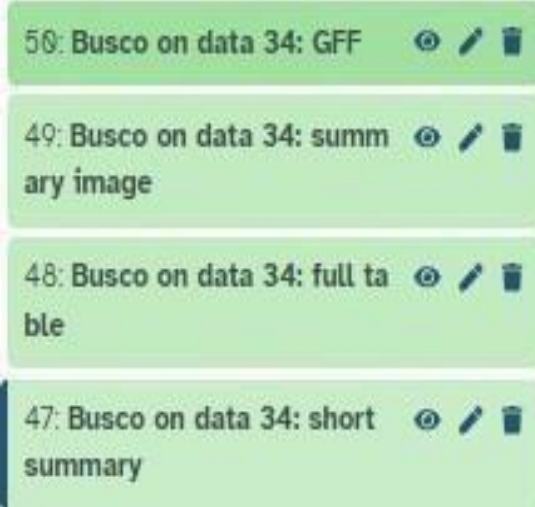 50: Busco on data 34: GFF
49: Busco on data 34: summ
ary image
48: Busco on data 34: full ta
ble
47: Busco on data 34: short
summary